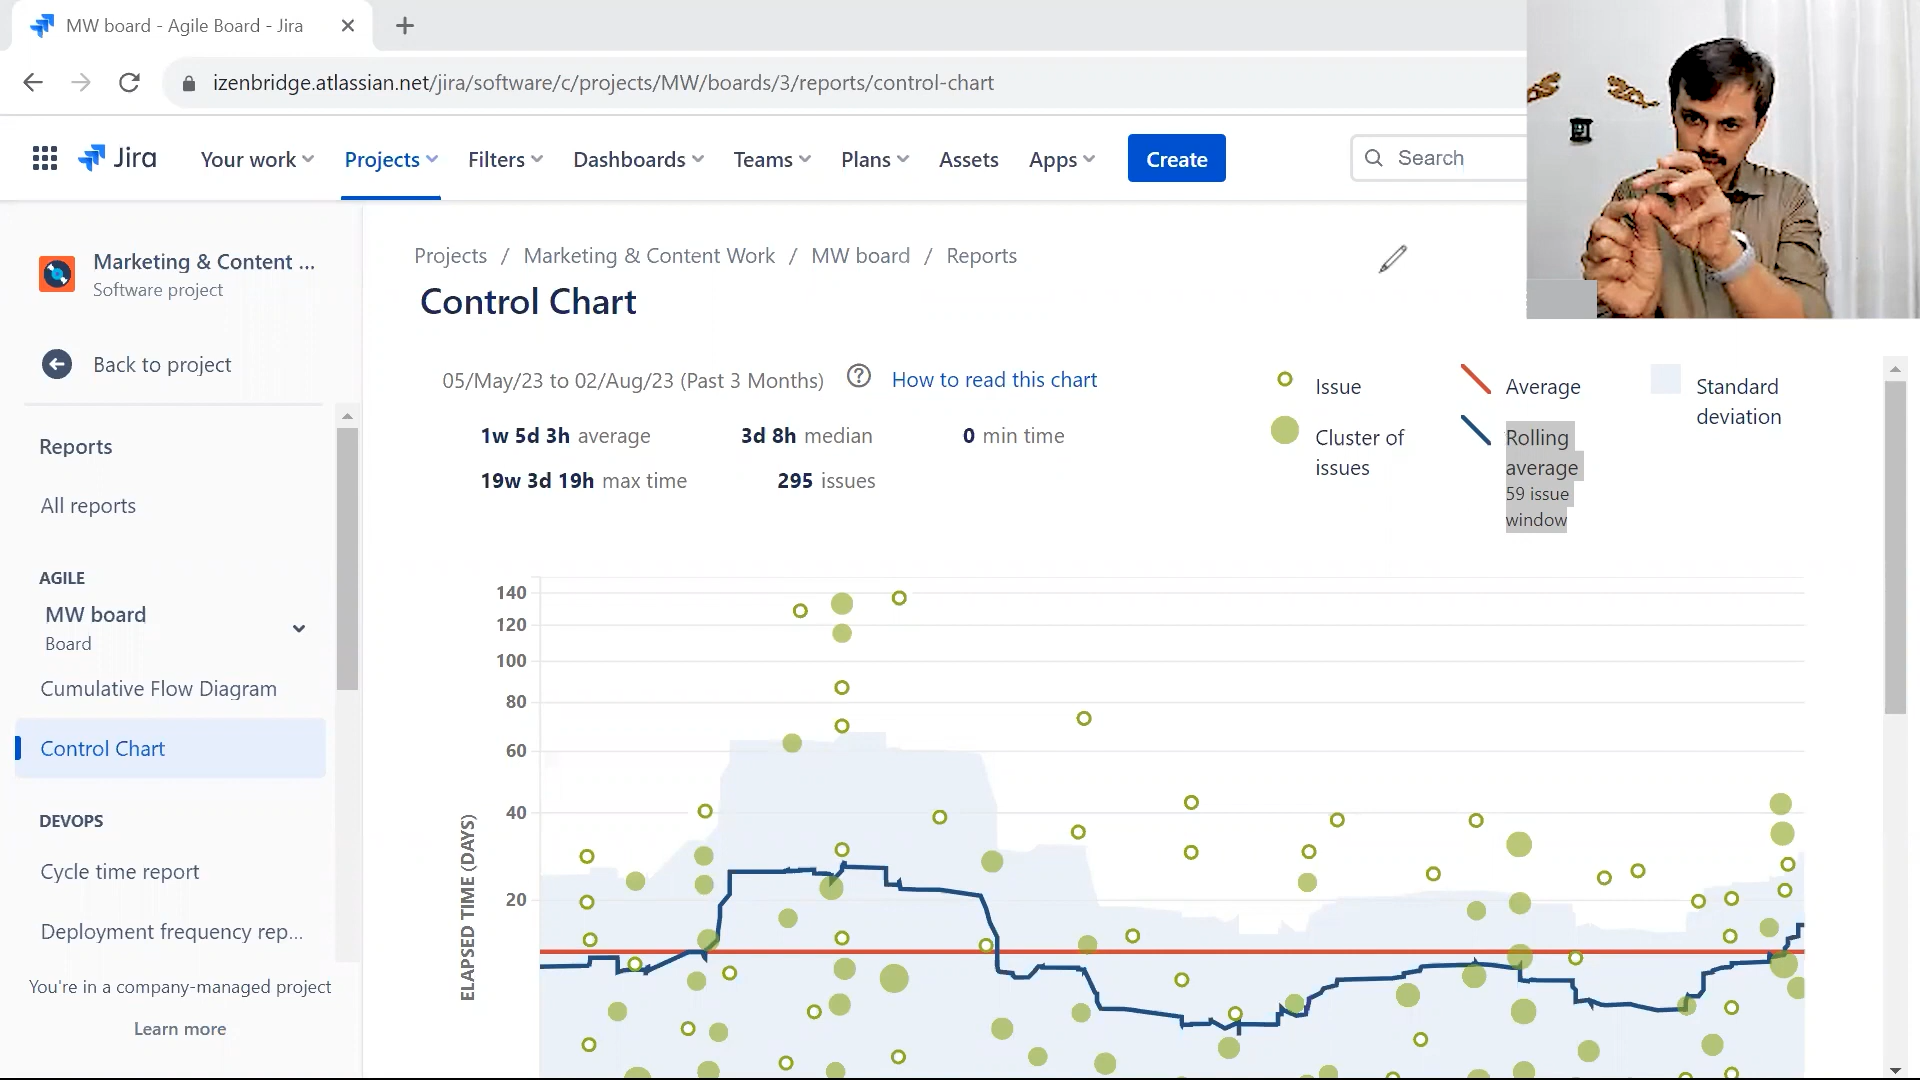 MW board - Agile Board - Jira
izenbridge.atlassian.net/jira/software/c/projects/MW/boards/3/reports/control-chart
Jira
Your work
Projects
Filters
Dashboards
Teams
Plans
Assets
Apps
Create
Search
Marketing & Content ...
Software project
Back to project
Reports
All reports
AGILE
MW board
Board
Cumulative Flow Diagram
Control Chart
DEVOPS
Cycle time report
Deployment frequency rep...
You're in a company-managed project
Learn more
Projects / Marketing & Content Work / MW board / Reports
Control Chart
05/May/23 to 02/Aug/23 (Past 3 Months)
How to read this chart
1w 5d 3h average
3d 8h median
0 min time
19w 3d 19h max time
295 issues
Issue
Cluster of
issues
Average
Rolling
average
59 issue
window
Standard
deviation
140
120
100
80
60
40
20
ELAPSED TIME (DAYS)